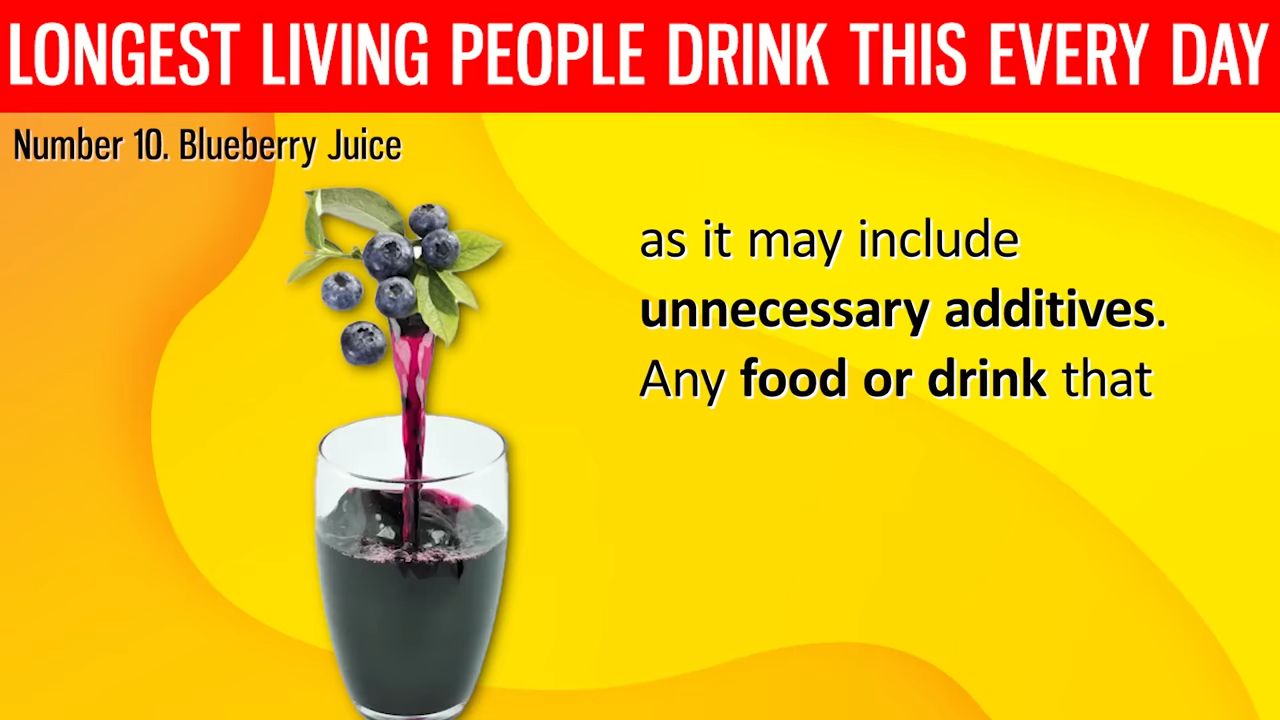 LONGEST LIVING PEOPLE DRINK THIS EVERY DAY
Number 10. Blueberry Juice
as it may include
unnecessary additives.
Any food or drink that